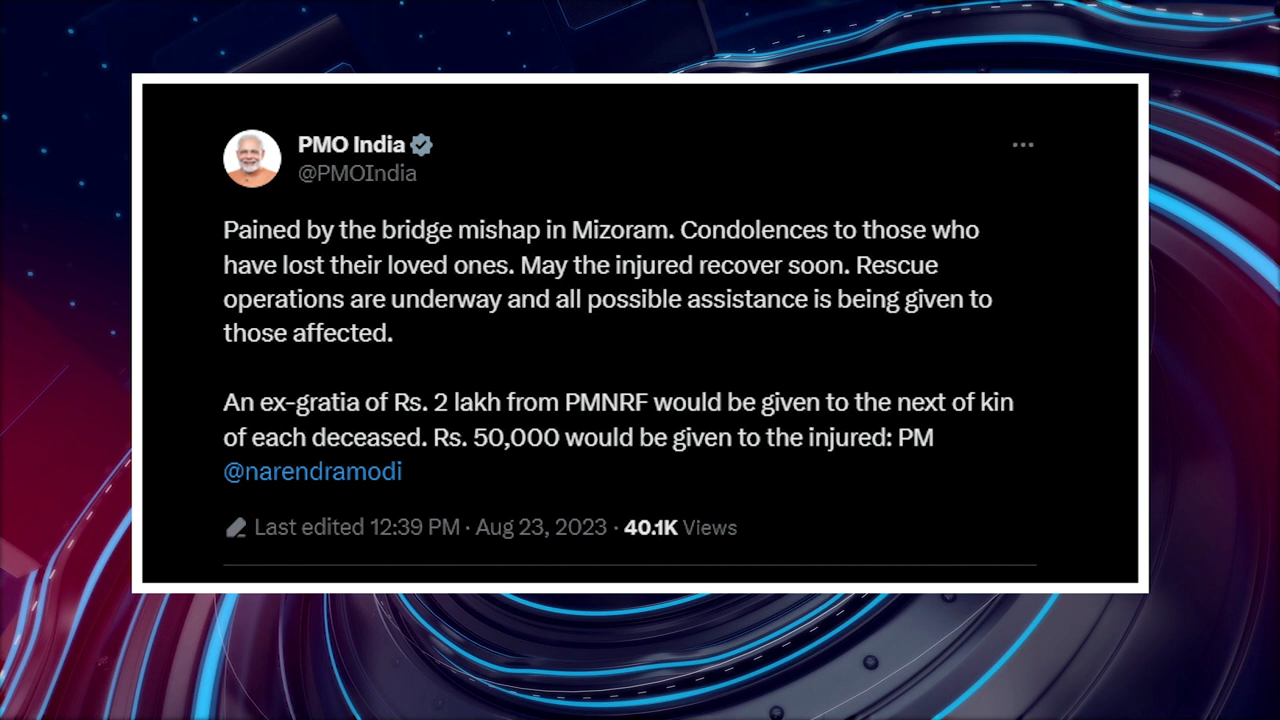 PMO India
@PMOIndia
Pained by the bridge mishap in Mizoram. Condolences to those who
have lost their loved ones. May the injured recover soon. Rescue
operations are underway and all possible assistance is being given to
those affected.
An ex-gratia of Rs. 2 lakh from PMNRF would be given to the next of kin
of each deceased. Rs. 50,000 would be given to the injured: PM
@narendramodi
Last edited 12:39 PM · Aug 23, 2023 · 40.1K Views